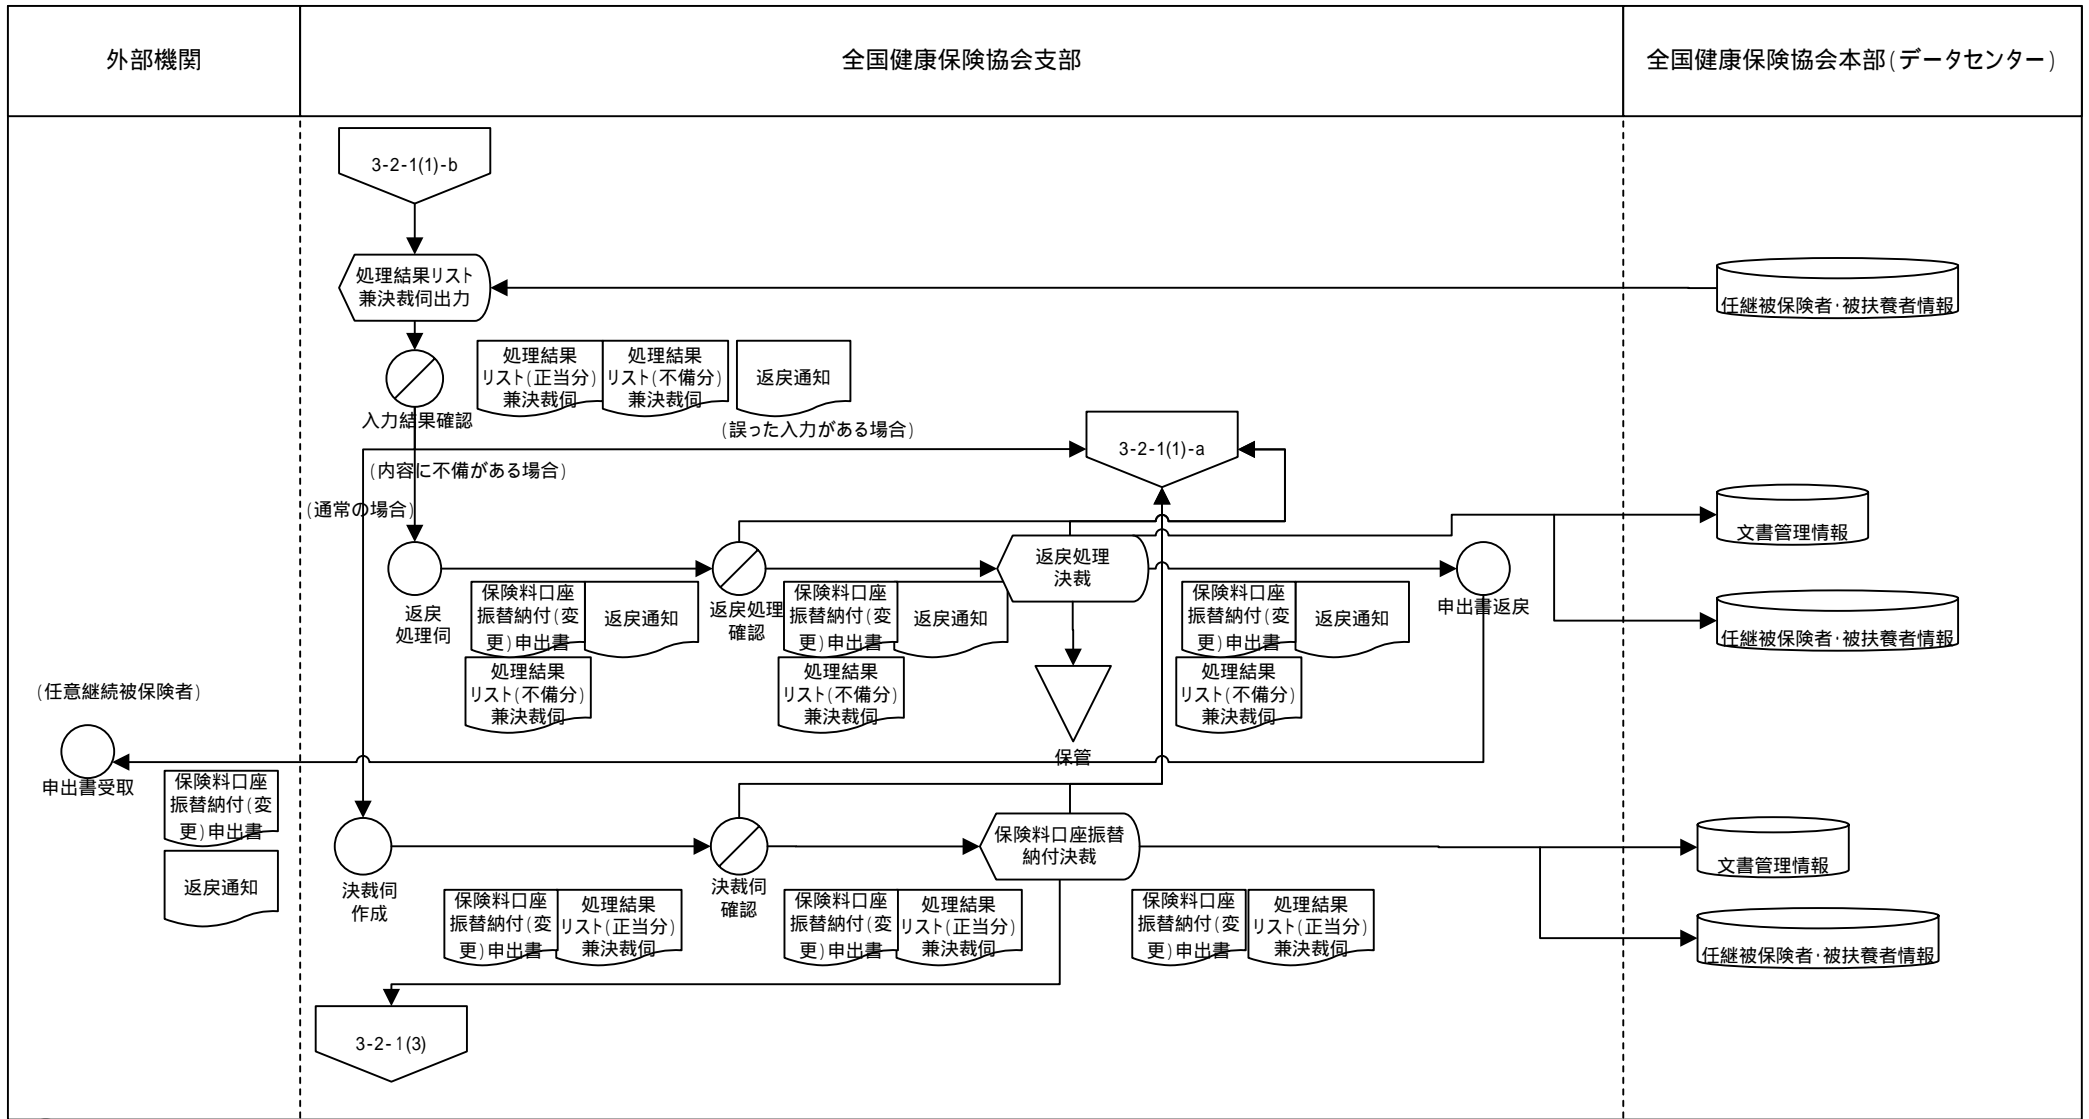 外部機関
全国健康保険協会支部
全国健康保険協会本部(データセンター)
3-2-1(1)-b
処理結果リスト
兼決裁伺出力
任継被保険者・被扶養者情報
入力結果確認
処理結果
リスト(正当分)
兼決裁伺
処理結果
リスト(不備分)
兼決裁伺
返戻通知
(誤った入力がある場合)
3-2-1(1)-a
(内容に不備がある場合)
(通常の場合)
文書管理情報
返戻
処理伺
保険料口座
振替納付(変
更)申出書
返戻通知
処理結果
リスト(不備分)
兼決裁伺
返戻処理
確認
保険料口座
振替納付(変
更)申出書
返戻通知
処理結果
リスト(不備分)
兼決裁伺
返戻処理
決裁
保管
保険料口座
振替納付(変
更)申出書
返戻通知
処理結果
リスト(不備分)
兼決裁伺
申出書返戻
任継被保険者・被扶養者情報
(任意継続被保険者)
申出書受取
保険料口座
振替納付(変
更)申出書
返戻通知
決裁伺
作成
保険料口座
振替納付(変
更)申出書
処理結果
リスト(正当分)
兼決裁伺
決裁伺
確認
保険料口座
振替納付(変
更)申出書
処理結果
リスト(正当分)
兼決裁伺
保険料口座振替
納付決裁
保険料口座
振替納付(変
更)申出書
処理結果
リスト(正当分)
兼決裁伺
文書管理情報
任継被保険者・被扶養者情報
3-2-1(3)